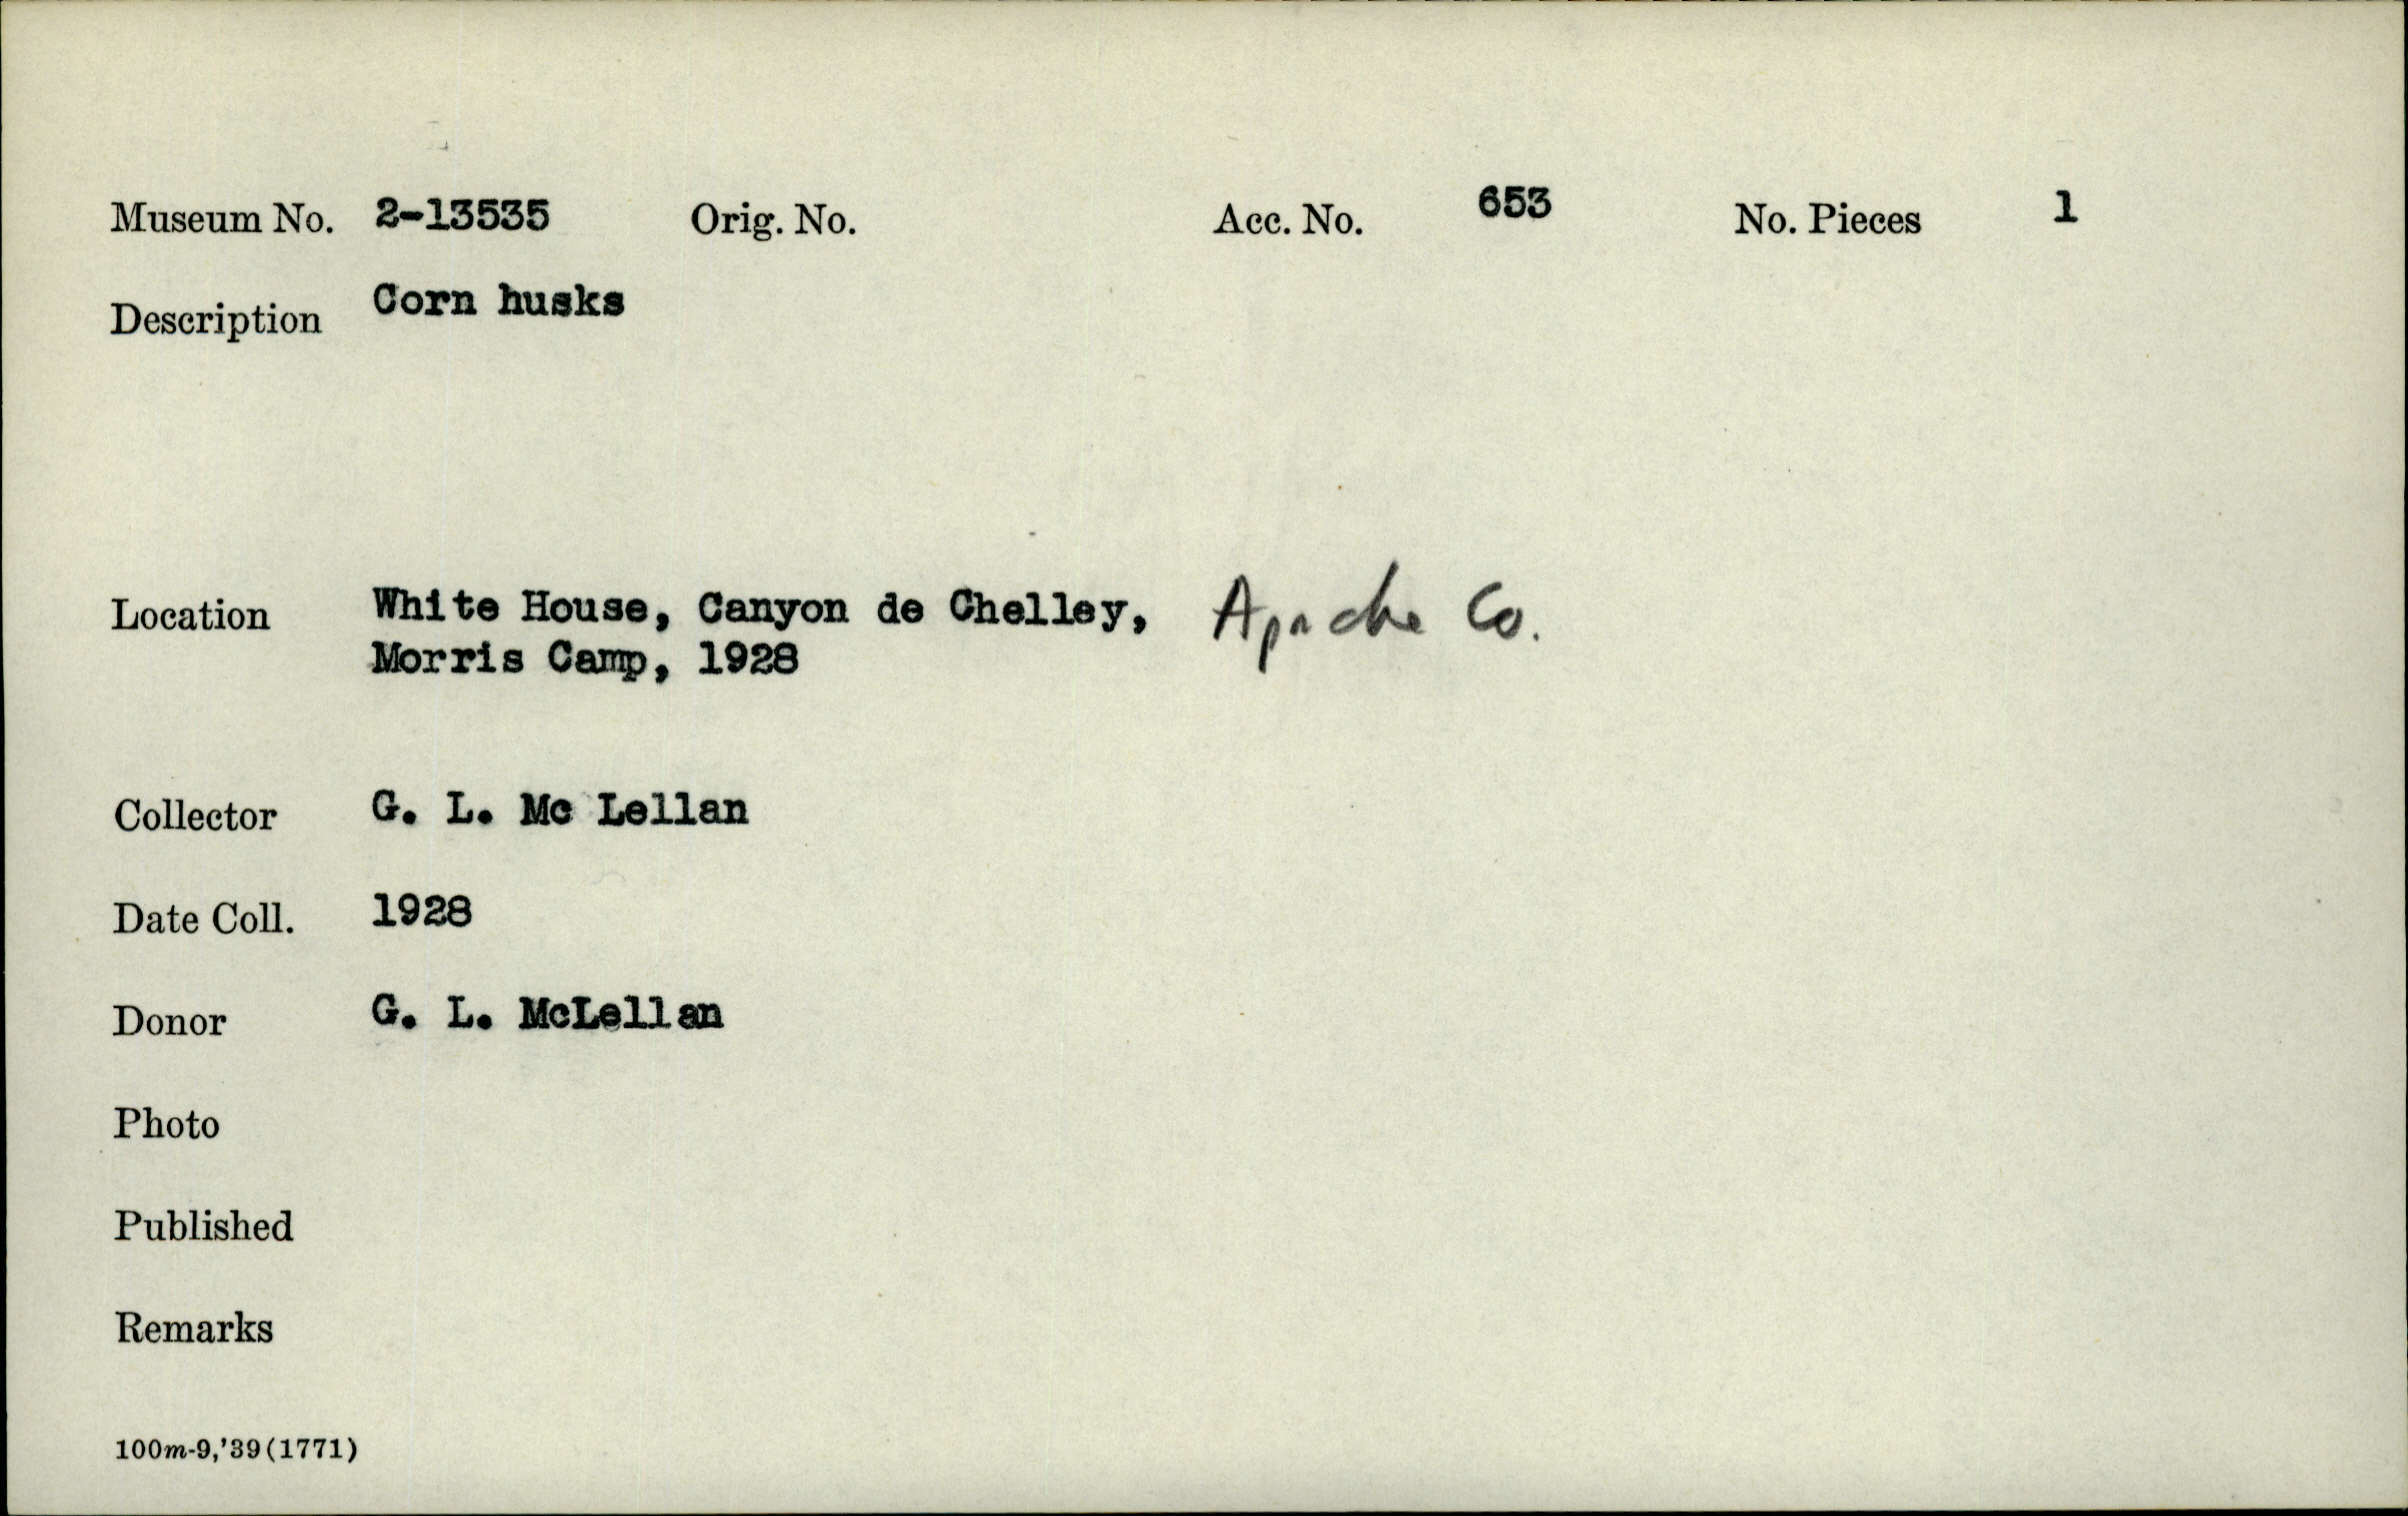 Museum No. 2-13535 Orig. No. Acc. No. 653 No. Pieces 1
Description Corn husks
Location White House, Canyon de Chelley, Apache Co.
Morris Camp, 1928
Collector G. L. Mc Lellan
Date Coll. 1928
Donor G. L. McLellan
Photo
Published
Remarks
100m-9,'39(1771)